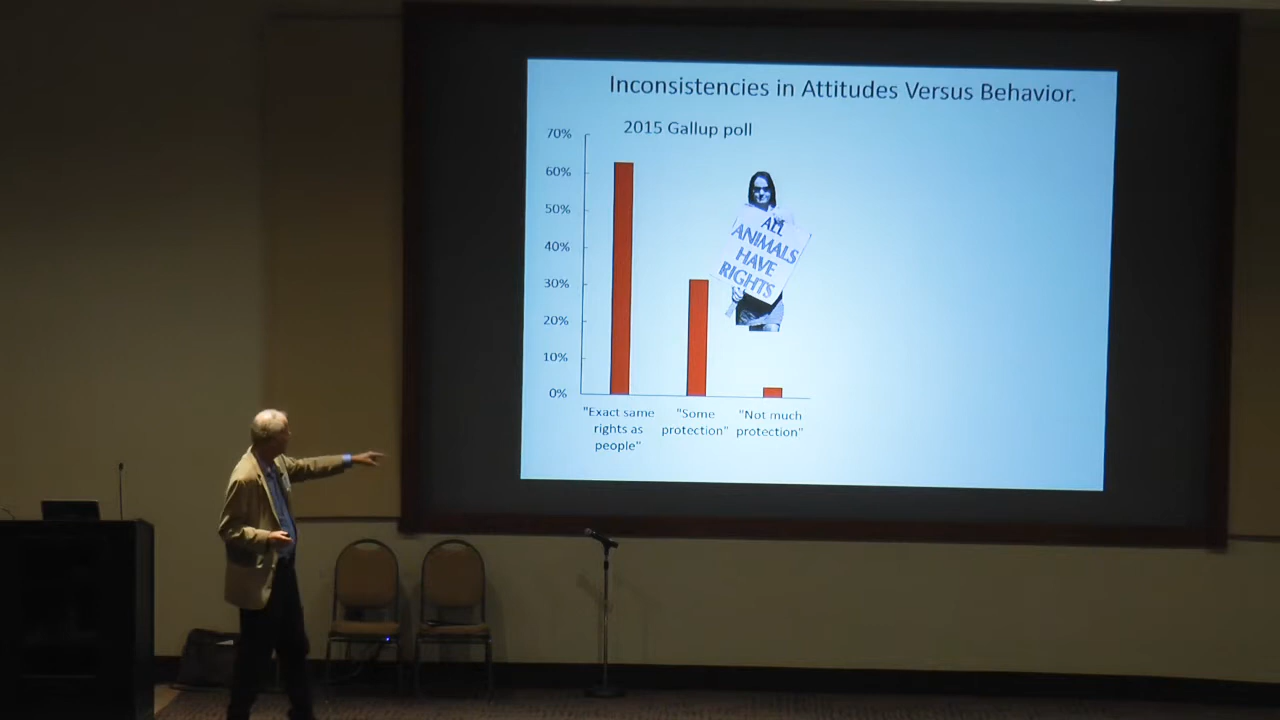 Inconsistencies in Attitudes Versus Behavior.
2015 Gallup poll
70%
60%
50%
40%
30%
20%
10%
0%
ALL
ANIMALS
HAVE
RIGHTS
"Exact same
rights as
people"
"Some
protection"
"Not much
protection"